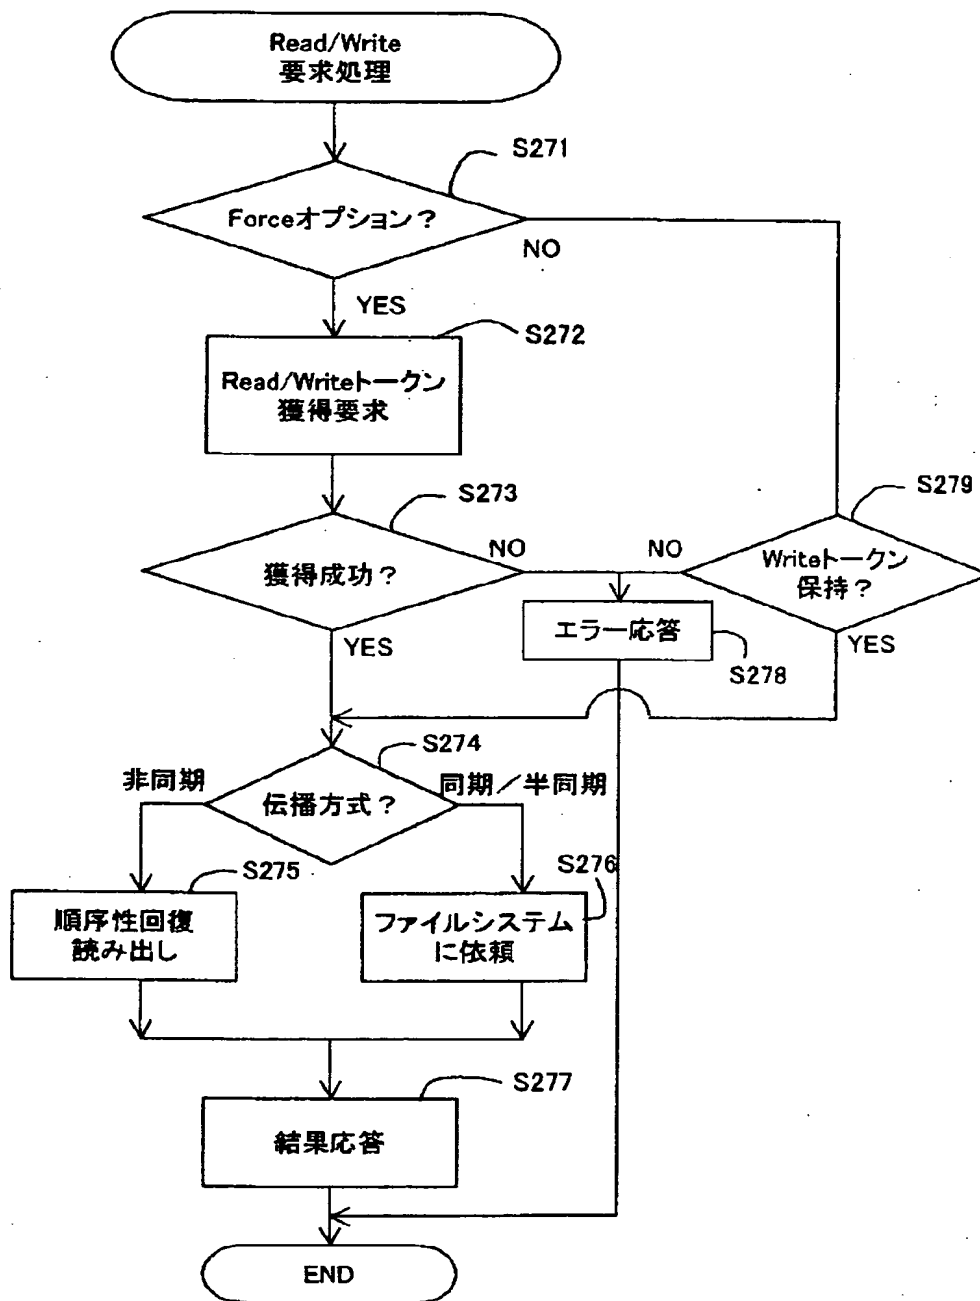 Read/Write
要求処理
S271
Forceオプション?
NO
YES
S272
Read/Writeトークン
獲得要求
S273
S279
獲得成功?
NO
NO
Writeトークン
保持?
エラー応答
YES
YES
S278
S274
非同期
伝播方式?
同期/半同期
S275
S276
順序性回復
読み出し
ファイルシステム
に依頼
S277
結果応答
END